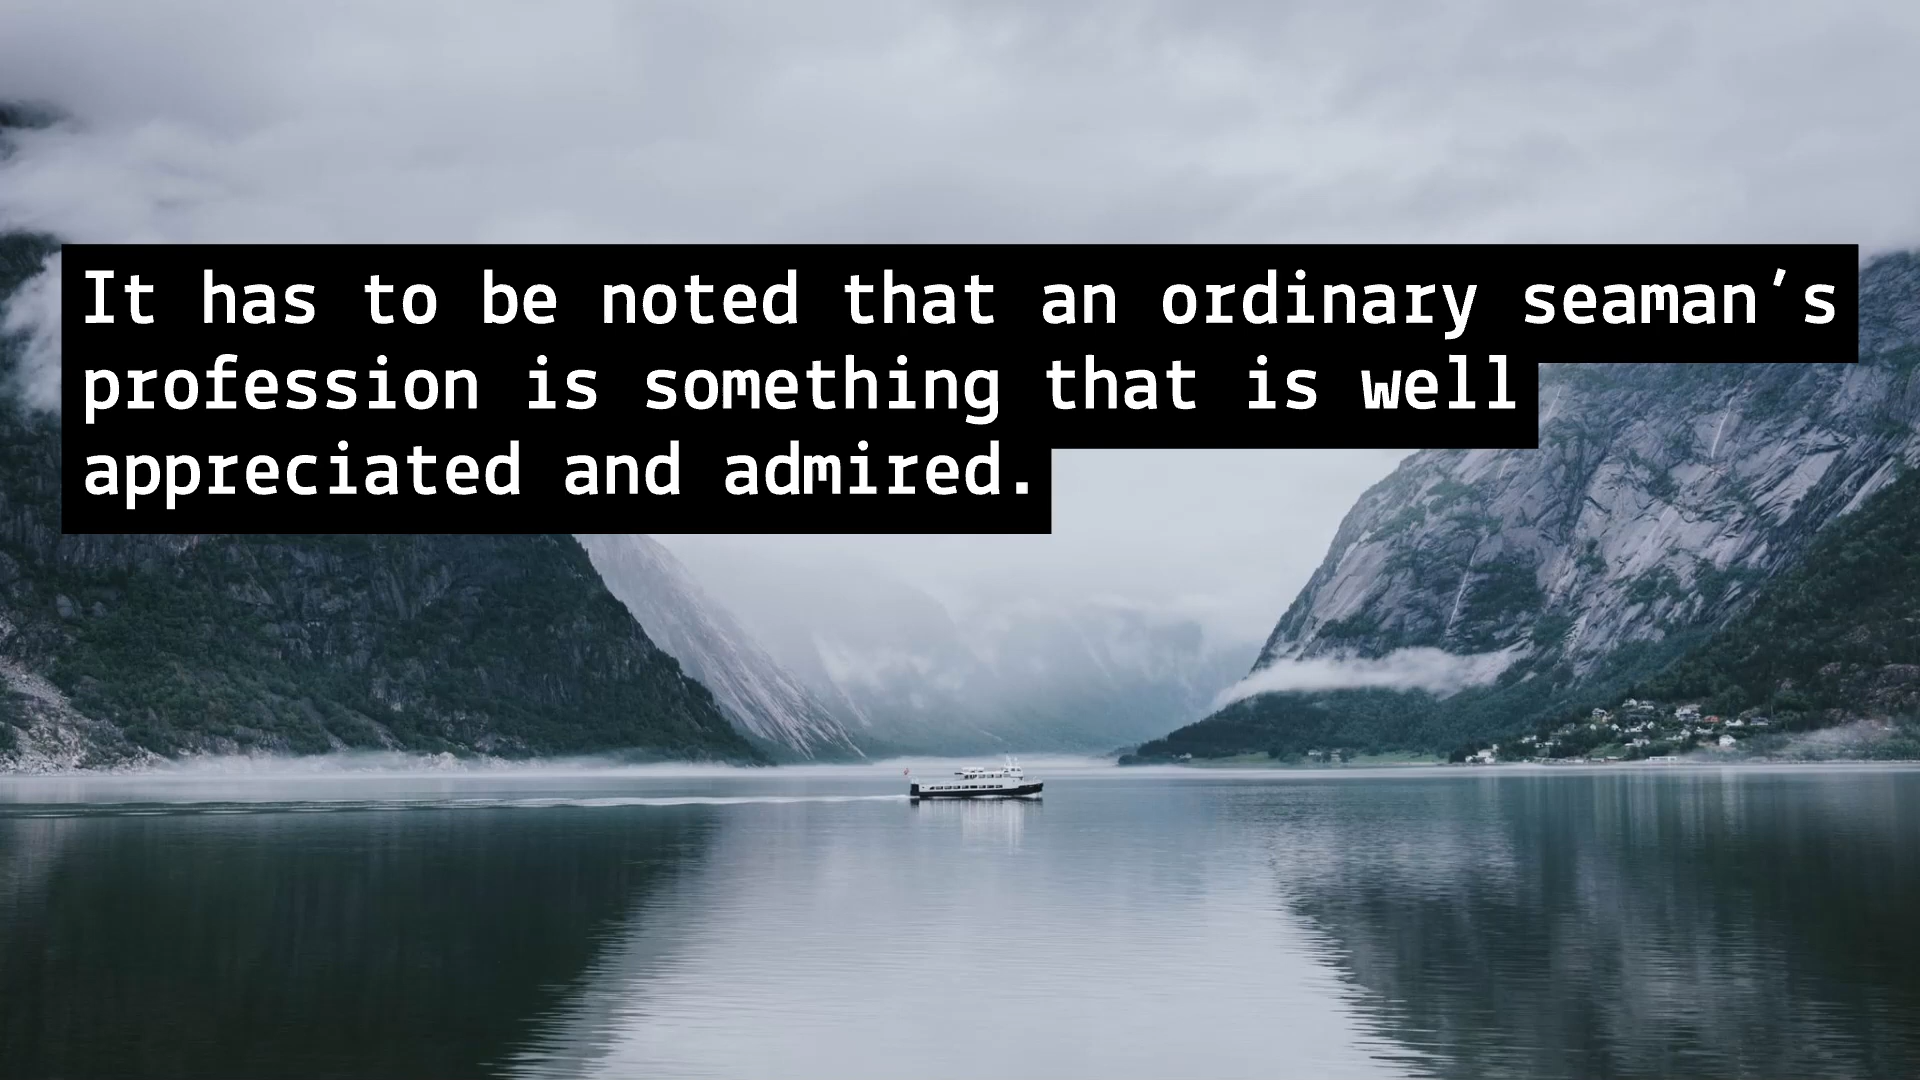 It has to be noted that an ordinary seaman’s
profession is something that is well
appreciated and admired.